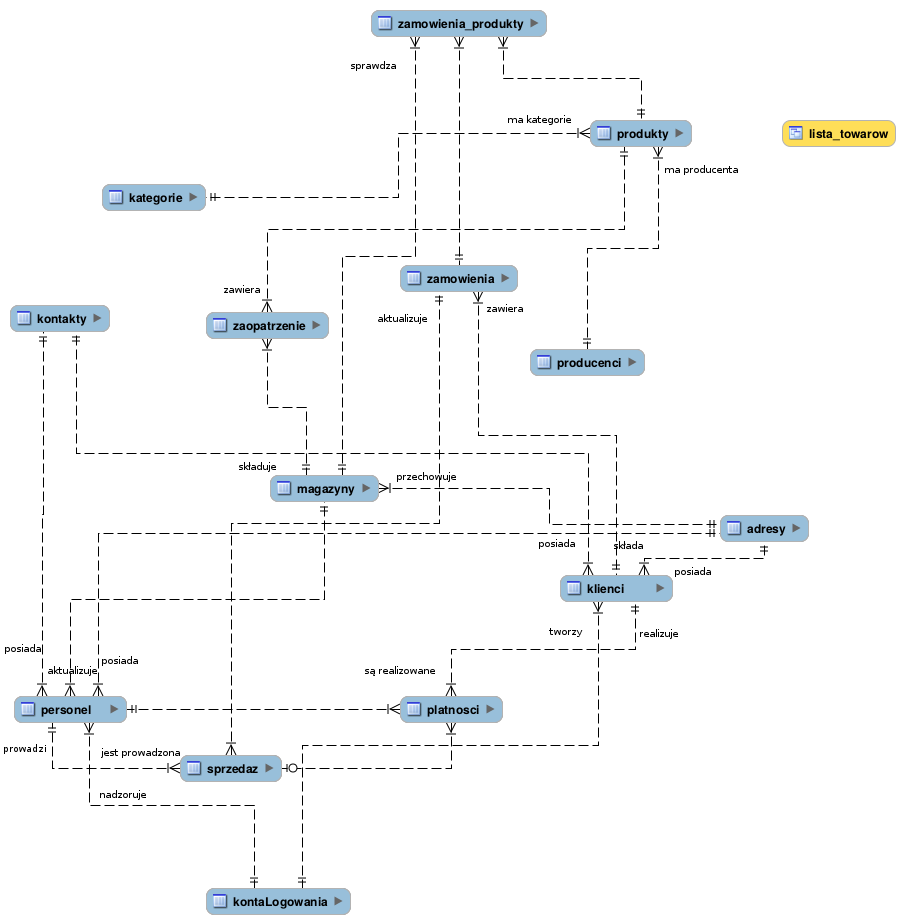 zamowienia_produkty
sprawdza
ma kategorie
produkty
lista_towarow
ma producenta
kategorie
zamowienia
zawiera
zawiera
kontakty
zaopatrzenie
aktualizuje
producenci
składuje
przechowuje
magazyny
adresy
posiada
składa
posiada
klienci
tworzy
realizuje
posiada
posiada
aktualizuje
są realizowane
personel
platnosci
prowadzi
jest prowadzona
sprzedaz
nadzoruje
kontaLogowania